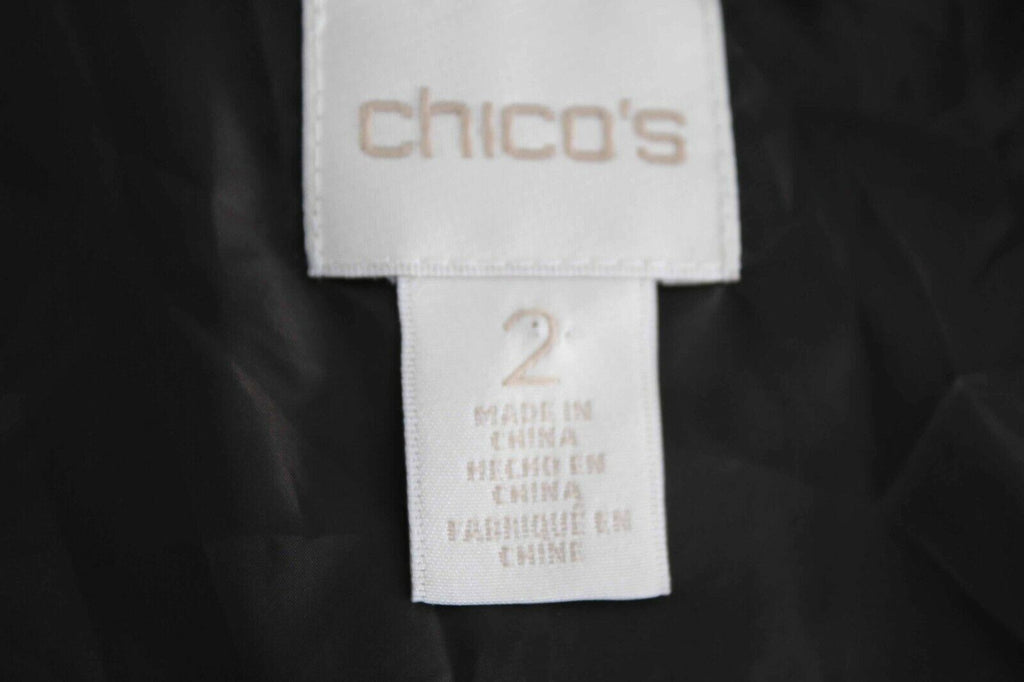 chico's
2
MADE IN
CHINA
HECHO EN
CHINA
FABRIQUÉ EN
CHINE